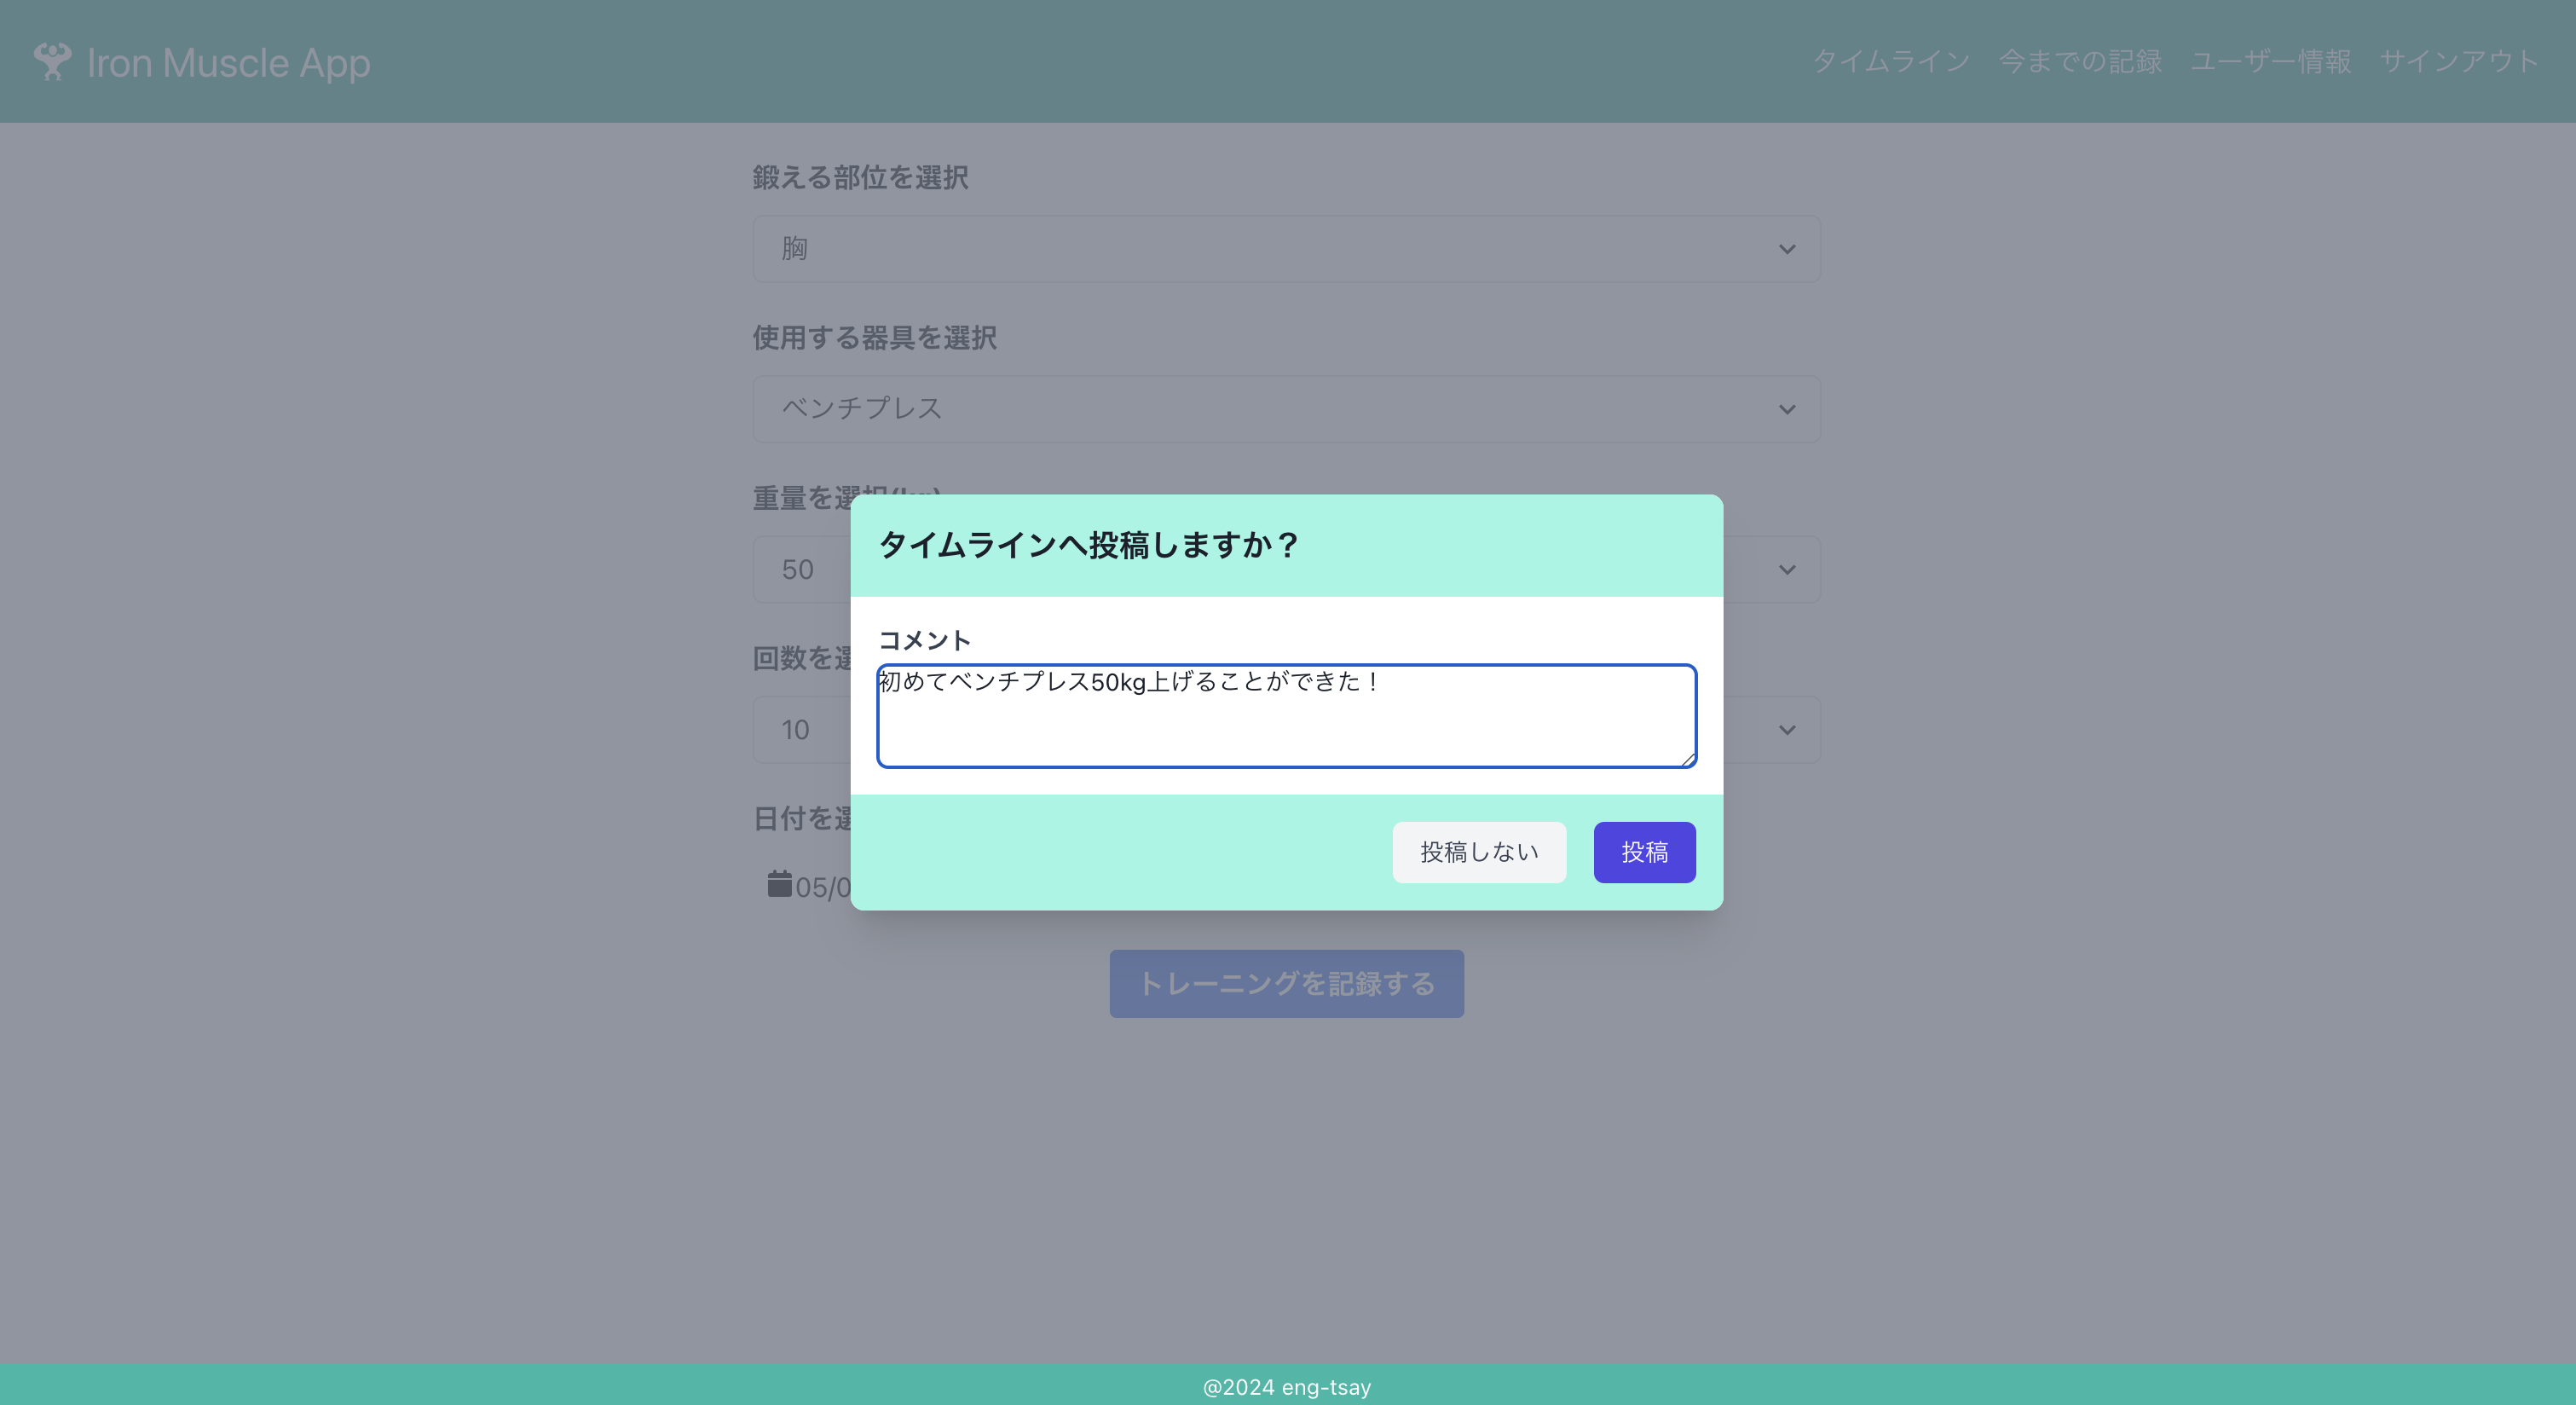 Iron Muscle App
タイムライン 今までの記録 ユーザー情報 サインアウト
鍛える部位を選択
胸
使用する器具を選択
ベンチプレス
重量を選択(kg)
50
回数を選
10
日付を選
05/0
タイムラインへ投稿しますか？
コメント
初めてベンチプレス50kg上げることができた！
投稿しない 投稿
トレーニングを記録する
@2024 eng-tsay